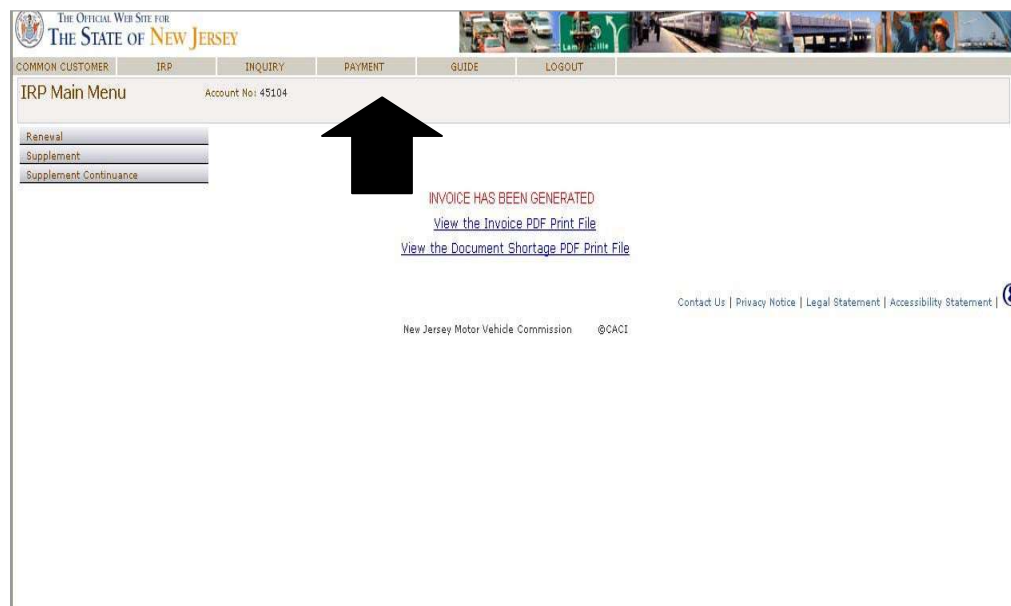 THE OFFICIAL WEB SITE FOR
THE STATE OF NEW JERSEY
COMMON CUSTOMER IRP INQUIRY PAYMENT GUIDE LOGOUT
IRP Main Menu Account No: 45104
Renewal
Supplement
Supplement Continuance
INVOICE HAS BEEN GENERATED
View the Invoice PDF Print File
View the Document Shortage PDF Print File
Contact Us | Privacy Notice | Legal Statement | Accessibility Statement |
New Jersey Motor Vehicle Commission ©CACI